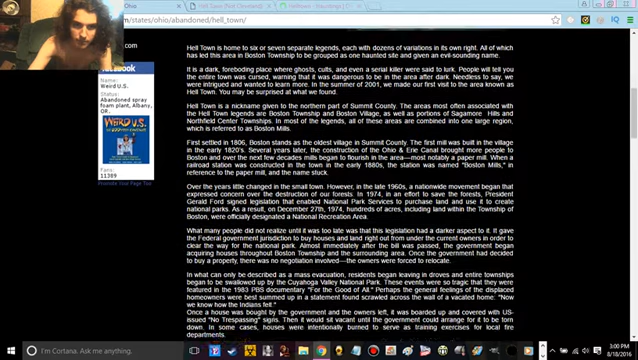 Ohio
.com/states/ohio/abandoned/hell_town/
.com
facebook
Name:
Weird U.S.
Status:
Abandoned spray
foam plant, Albany,
OR.
WEIRD U.S.
Fans:
11389
Promote Your Page Too
Hell Town is home to six or seven separate legends, each with dozens of variations in its own right. All of which
has led this area in Boston Township to be grouped as one haunted site and given an evil-sounding name.
It is a dark, foreboding place where ghosts, cults, and even a serial killer were said to lurk. People will tell you
the entire town was cursed, warning that it was dangerous to be in the area after dark. Needless to say, we
were intrigued and wanted to learn more. In the summer of 2001, we made our first visit to the area known as
Hell Town. You may be surprised at what we found.
Hell Town is a nickname given to the northern part of Summit County. The areas most often associated with
the Hell Town legends are Boston Township and Boston Village, as well as portions of Sagamore Hills and
Northfield Center Townships. In most of the legends, all of these areas are combined into one large region,
which is referred to as Boston Mills.
First settled in 1806, Boston stands as the oldest village in Summit County. The first mill was built in the village
in the early 1820's. Several years later, the construction of the Ohio & Erie Canal brought more people to
Boston and over the next few decades mills began to flourish in the area—most notably a paper mill. When a
railroad station was constructed in the town in the early 1880s, the station was named "Boston Mills," in
reference to the paper mill, and the name stuck.
Over the years little changed in the small town. However, in the late 1960s, a nationwide movement began that
expressed concern over the destruction of our forests. In 1974, in an effort to save the forests, President
Gerald Ford signed legislation that enabled National Park Services to purchase land and use it to create
national parks. As a result, on December 27th, 1974, hundreds of acres, including land within the Township of
Boston, were officially designated a National Recreation Area.
What many people did not realize until it was too late was that this legislation had a darker aspect to it. It gave
the Federal government jurisdiction to buy houses and land right out from under the current owners in order to
clear the way for the national park. Almost immediately after the bill was passed, the government began
acquiring houses throughout Boston Township and the surrounding area. Once the government had decided
to buy a property, there was no negotiation involved—the owners were forced to relocate.
In what can only be described as a mass evacuation, residents began leaving in droves and entire townships
began to be swallowed up by the Cuyahoga Valley National Park. These events were so tragic that they were
featured in the 1983 PBS documentary "For the Good of All." Perhaps the general feelings of the displaced
homeowners were best summed up in a statement found scrawled across the wall of a vacated home: "Now
we know how the Indians felt."
Once a house was bought by the government and the owners left, it was boarded up and covered with US-
issued "No Trespassing" signs. Then it would sit vacant until the government could arrange for it to be torn
down. In some cases, houses were intentionally burned to serve as training exercises for local fire
departments
I'm Cortana. Ask me anything.
3:00 PM
8/18/2016